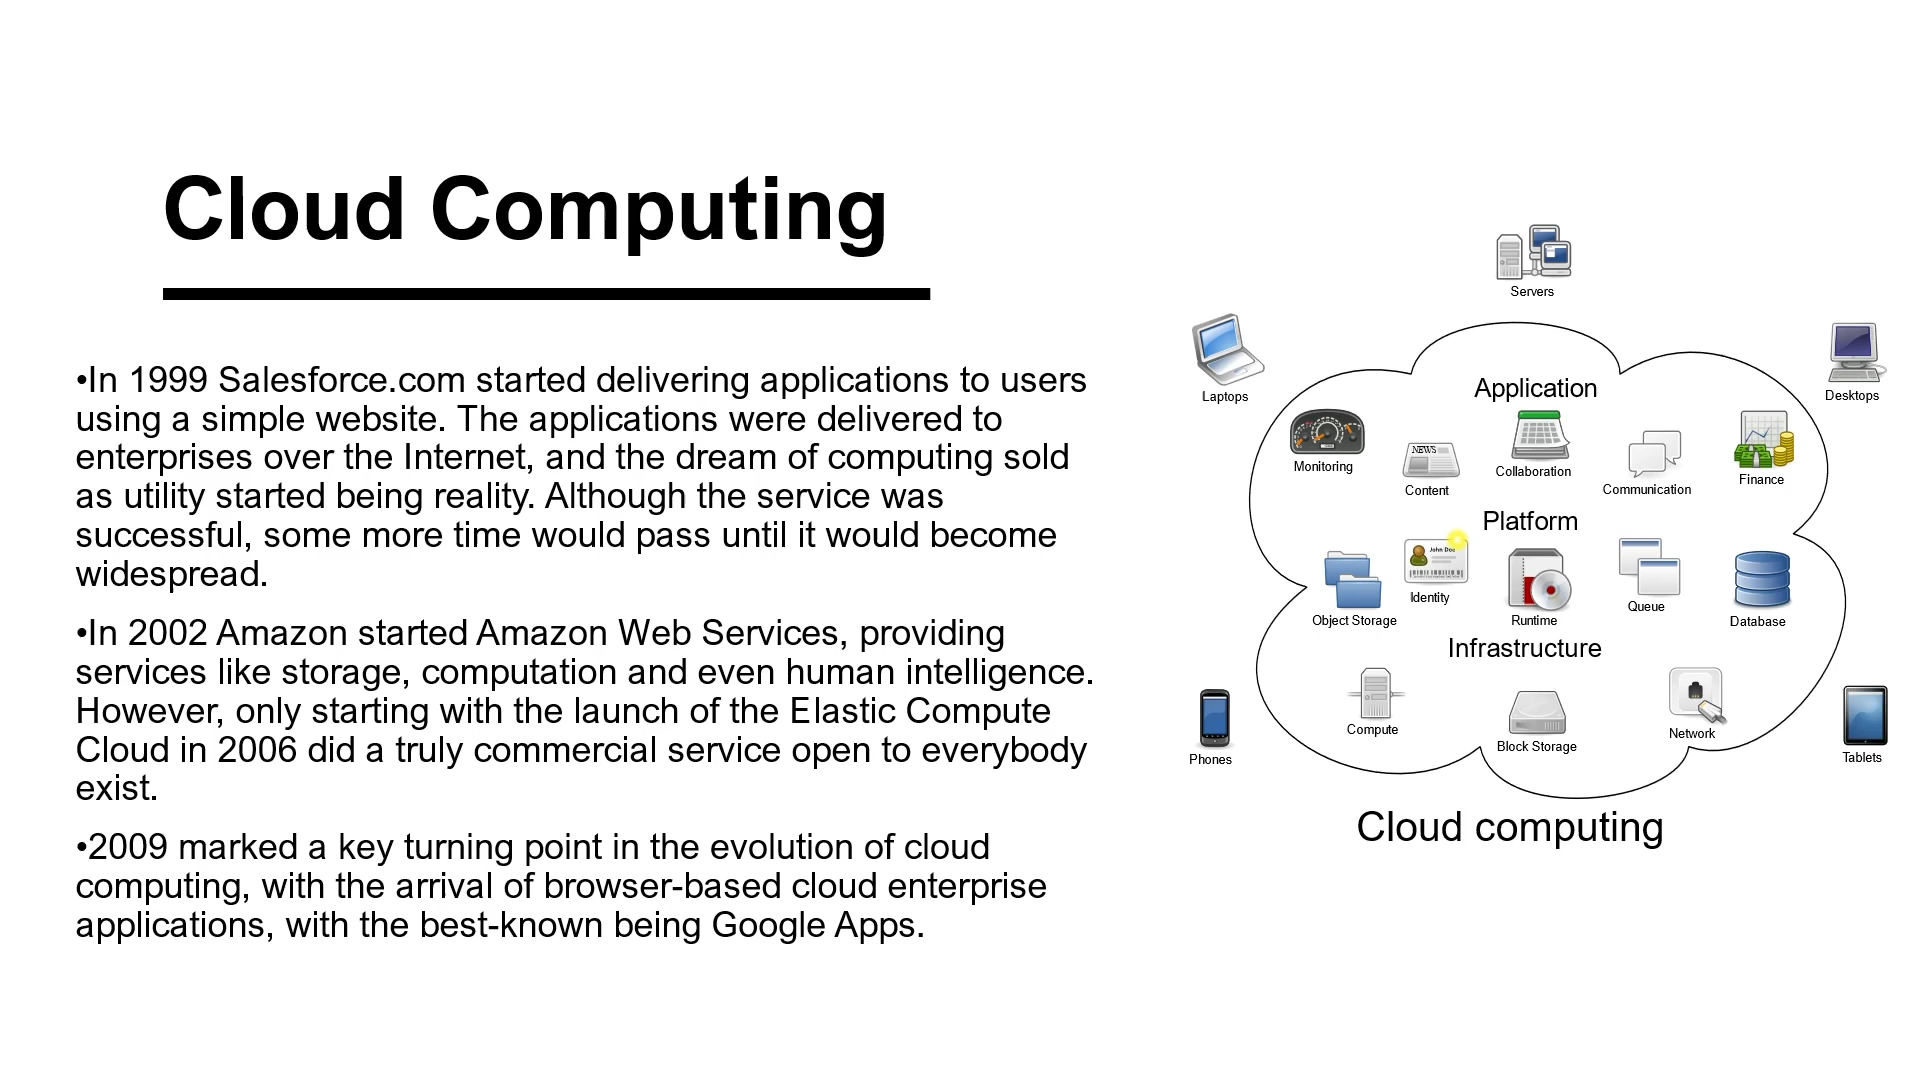 Cloud Computing
•In 1999 Salesforce.com started delivering applications to users
using a simple website. The applications were delivered to
enterprises over the Internet, and the dream of computing sold
as utility started being reality. Although the service was
successful, some more time would pass until it would become
widespread.
•In 2002 Amazon started Amazon Web Services, providing
services like storage, computation and even human intelligence.
However, only starting with the launch of the Elastic Compute
Cloud in 2006 did a truly commercial service open to everybody
exist.
•2009 marked a key turning point in the evolution of cloud
computing, with the arrival of browser-based cloud enterprise
applications, with the best-known being Google Apps.
Servers
Laptops
Desktops
Application
Monitoring
NEWS
Content
Collaboration
Communication
Finance
Platform
John Doe
Object Storage
Identity
Runtime
Queue
Database
Infrastructure
Compute
Block Storage
Network
Phones
Tablets
Cloud computing